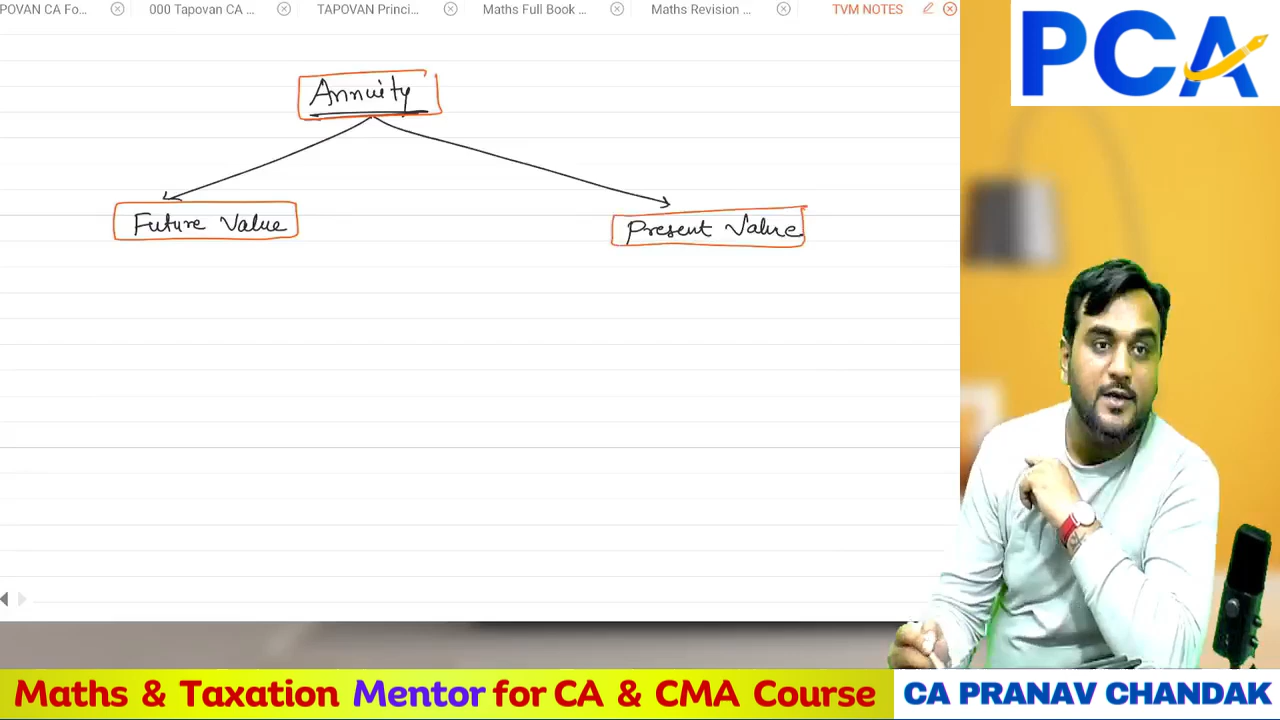 POVAN CA Fo...
000 Tapovan CA ...
TAPOVAN Princi...
Maths Full Book ...
Maths Revision ...
TVM NOTES
PCA
Annuity
Future Value
Present Value
Maths & Taxation Mentor for CA & CMA Course
CA PRANAV CHANDAK